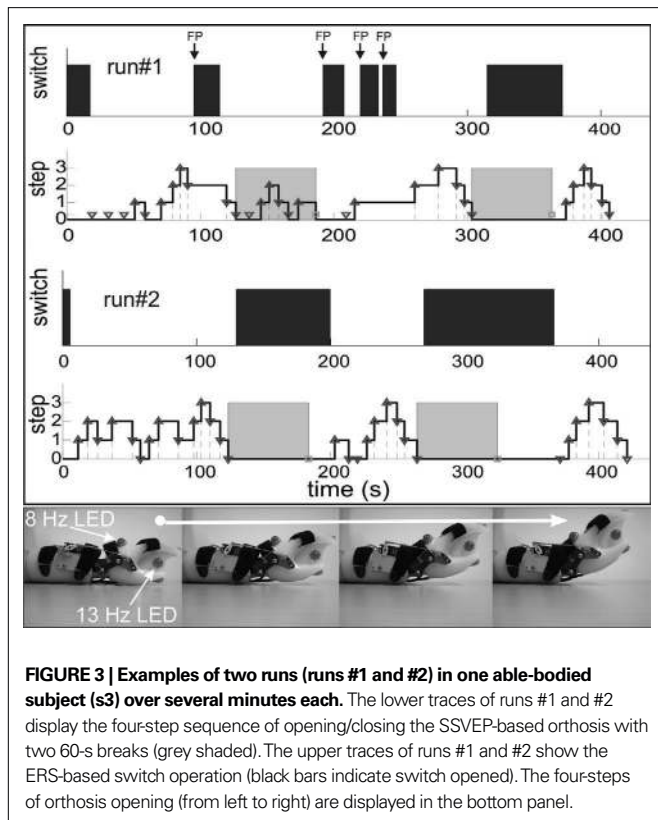 FP FP FP FP
switch
run#1
0 100 200 300 400
step
3
2
1
0
0 100 200 300 400
switch
run#2
0 100 200 300 400
step
3
2
1
0
0 100 200 300 400
time (s)
8 Hz LED
13 Hz LED
FIGURE 3 | Examples of two runs (runs #1 and #2) in one able-bodied
subject (s3) over several minutes each. The lower traces of runs #1 and #2
display the four-step sequence of opening/closing the SSVEP-based orthosis with
two 60-s breaks (grey shaded). The upper traces of runs #1 and #2 show the
ERS-based switch operation (black bars indicate switch opened). The four-steps
of orthosis opening (from left to right) are displayed in the bottom panel.